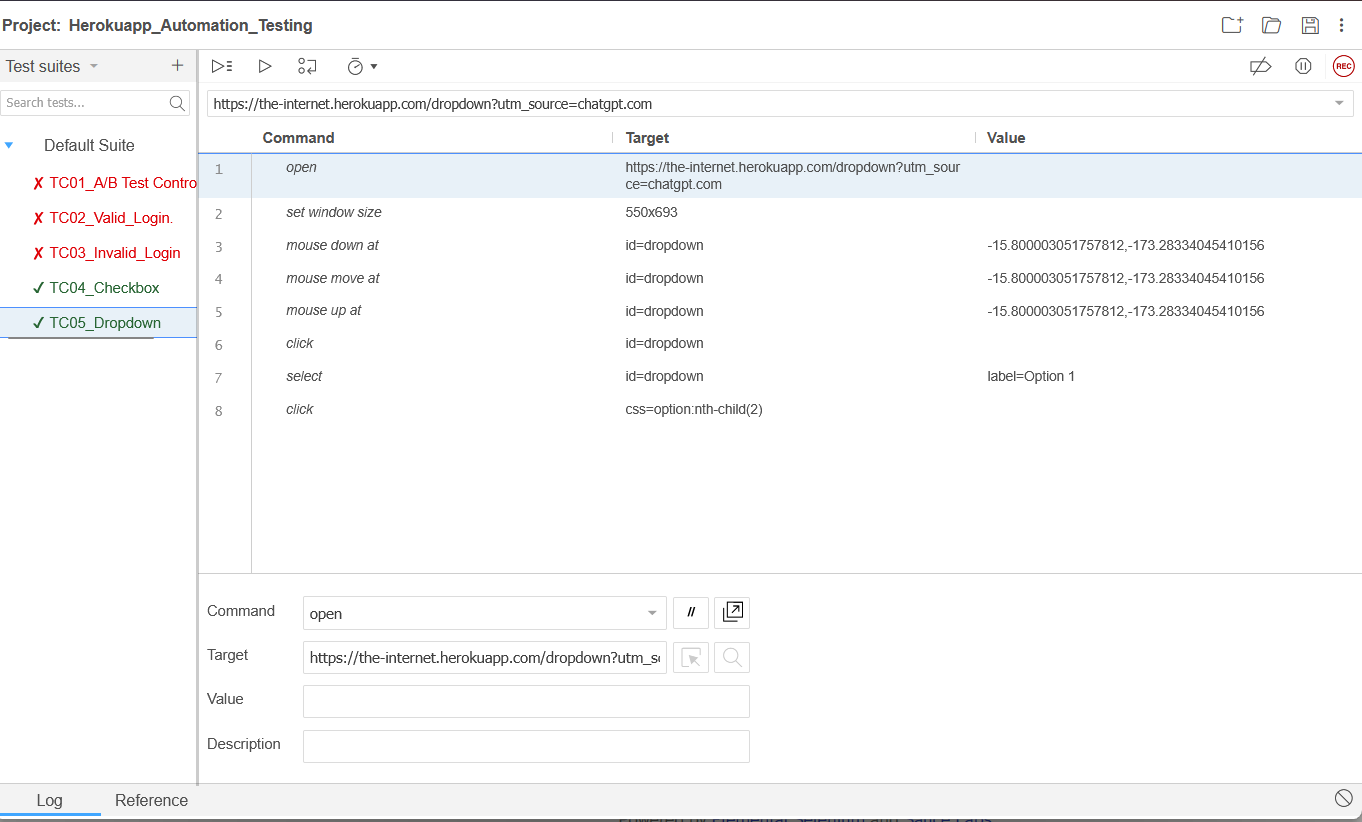 Project: Herokuapp_Automation_Testing
Test suites
Search tests...
Default Suite
✗ TC01_A/B Test Contro
✗ TC02_Valid_Login.
✗ TC03_Invalid_Login
✓ TC04_Checkbox
✓ TC05_Dropdown
REC
https://the-internet.herokuapp.com/dropdown?utm_source=chatgpt.com
Command Target Value
1 open https://the-internet.herokuapp.com/dropdown?utm_sour
ce=chatgpt.com
2 set window size 550x693
3 mouse down at id=dropdown -15.800003051757812,-173.28334045410156
4 mouse move at id=dropdown -15.800003051757812,-173.28334045410156
5 mouse up at id=dropdown -15.800003051757812,-173.28334045410156
6 click id=dropdown
7 select id=dropdown label=Option 1
8 click css=option:nth-child(2)
Command open //
Target https://the-internet.herokuapp.com/dropdown?utm_s
Value
Description
Log Reference